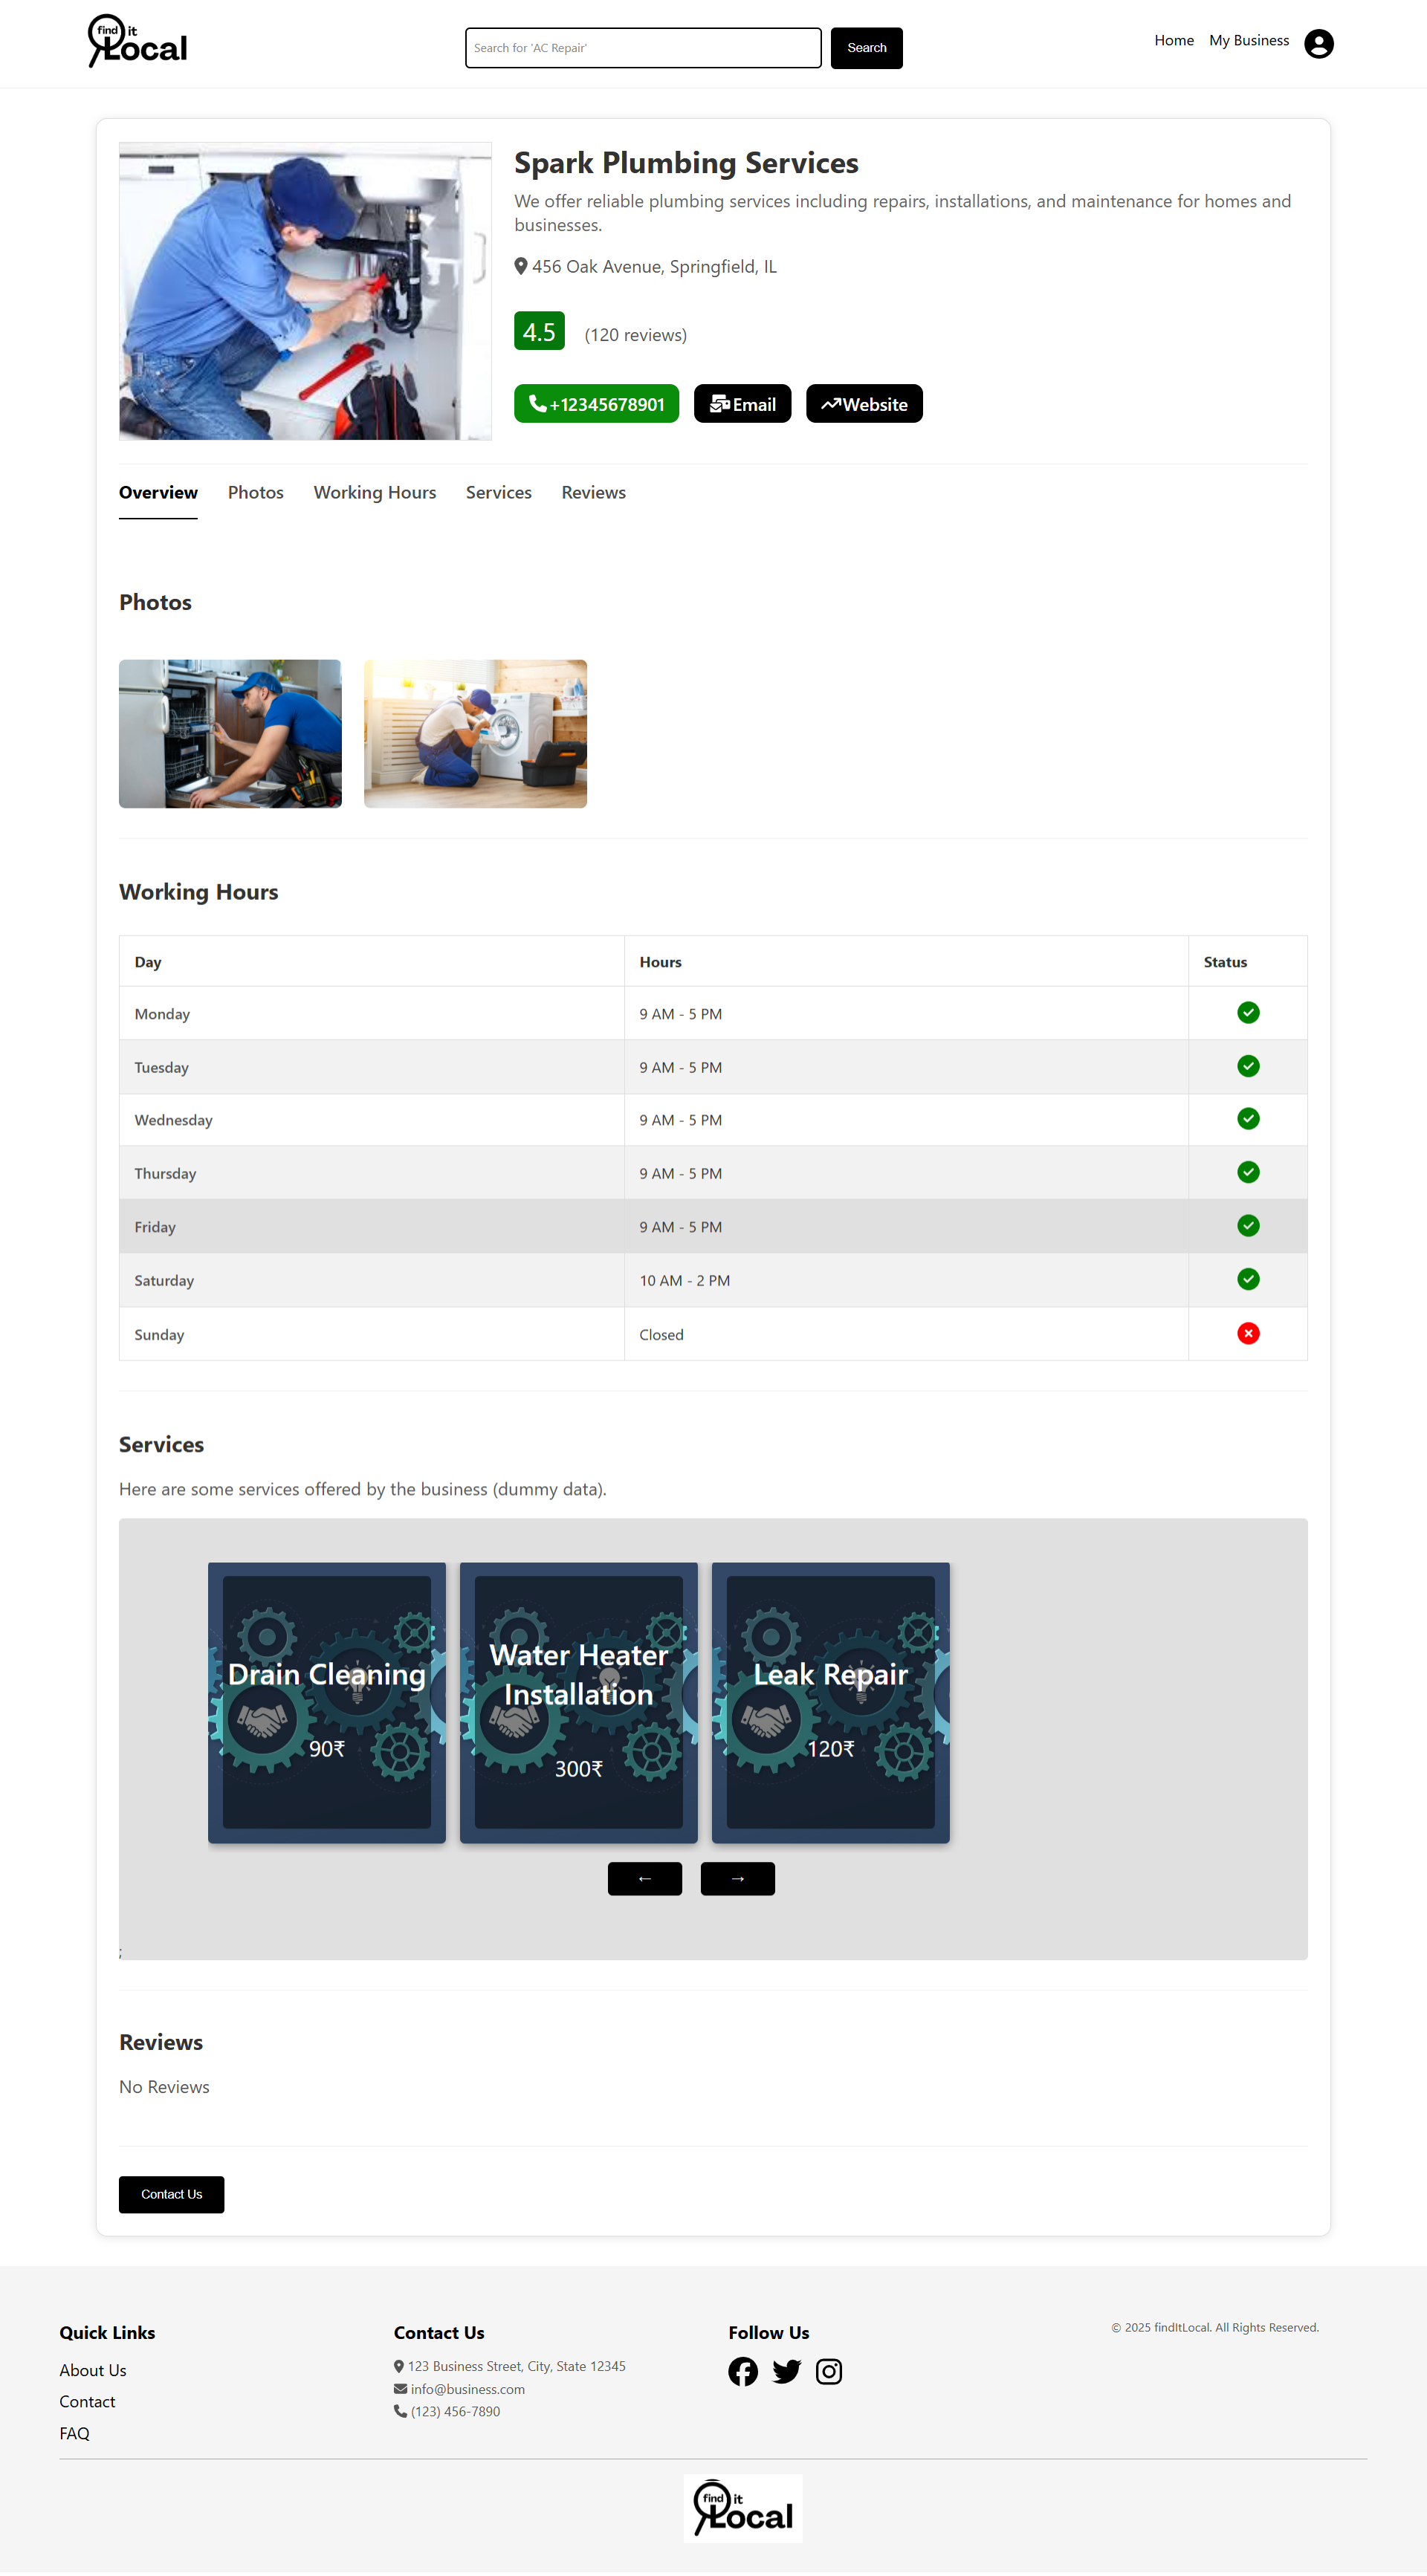 find it
Local
Search for 'AC Repair'
Search
Home
My Business
Spark Plumbing Services
We offer reliable plumbing services including repairs, installations, and maintenance for homes and
businesses.
456 Oak Avenue, Springfield, IL
4.5 (120 reviews)
+12345678901
Email
Website
Overview
Photos
Working Hours
Services
Reviews
Photos
Working Hours
Day Hours Status
Monday 9 AM - 5 PM
Tuesday 9 AM - 5 PM
Wednesday 9 AM - 5 PM
Thursday 9 AM - 5 PM
Friday 9 AM - 5 PM
Saturday 10 AM - 2 PM
Sunday Closed
Services
Here are some services offered by the business (dummy data).
Drain Cleaning
90₹
Water Heater
Installation
300₹
Leak Repair
120₹
← →
;
Reviews
No Reviews
Contact Us
Quick Links
About Us
Contact
FAQ
Contact Us
123 Business Street, City, State 12345
info@business.com
(123) 456-7890
Follow Us
© 2025 findItLocal. All Rights Reserved.
find it
Local